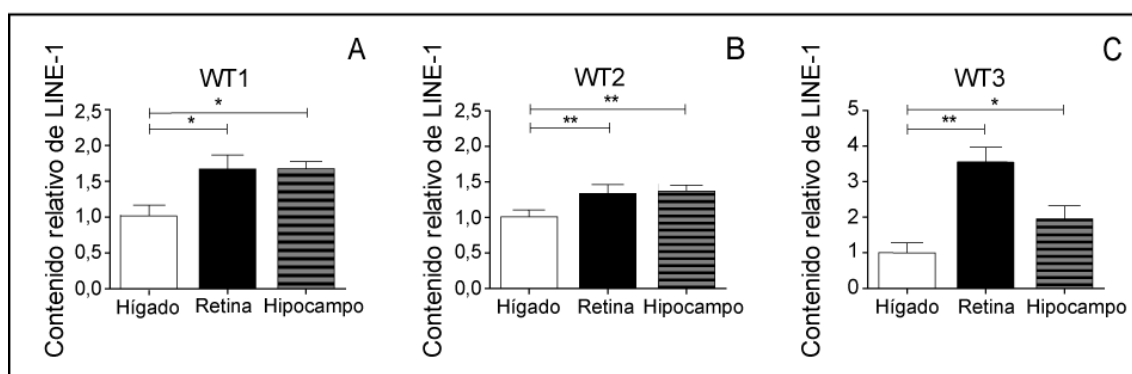 A
Contenido relativo de LINE-1
WT1
*
*
2,5
2,0
1,5
1,0
0,5
0,0
Hígado Retina Hipocampo
B
Contenido relativo de LINE-1
WT2
**
**
2,5
2,0
1,5
1,0
0,5
0,0
Hígado Retina Hipocampo
C
Contenido relativo de LINE-1
WT3
*
**
5
4
3
2
1
0
Hígado Retina Hipocampo